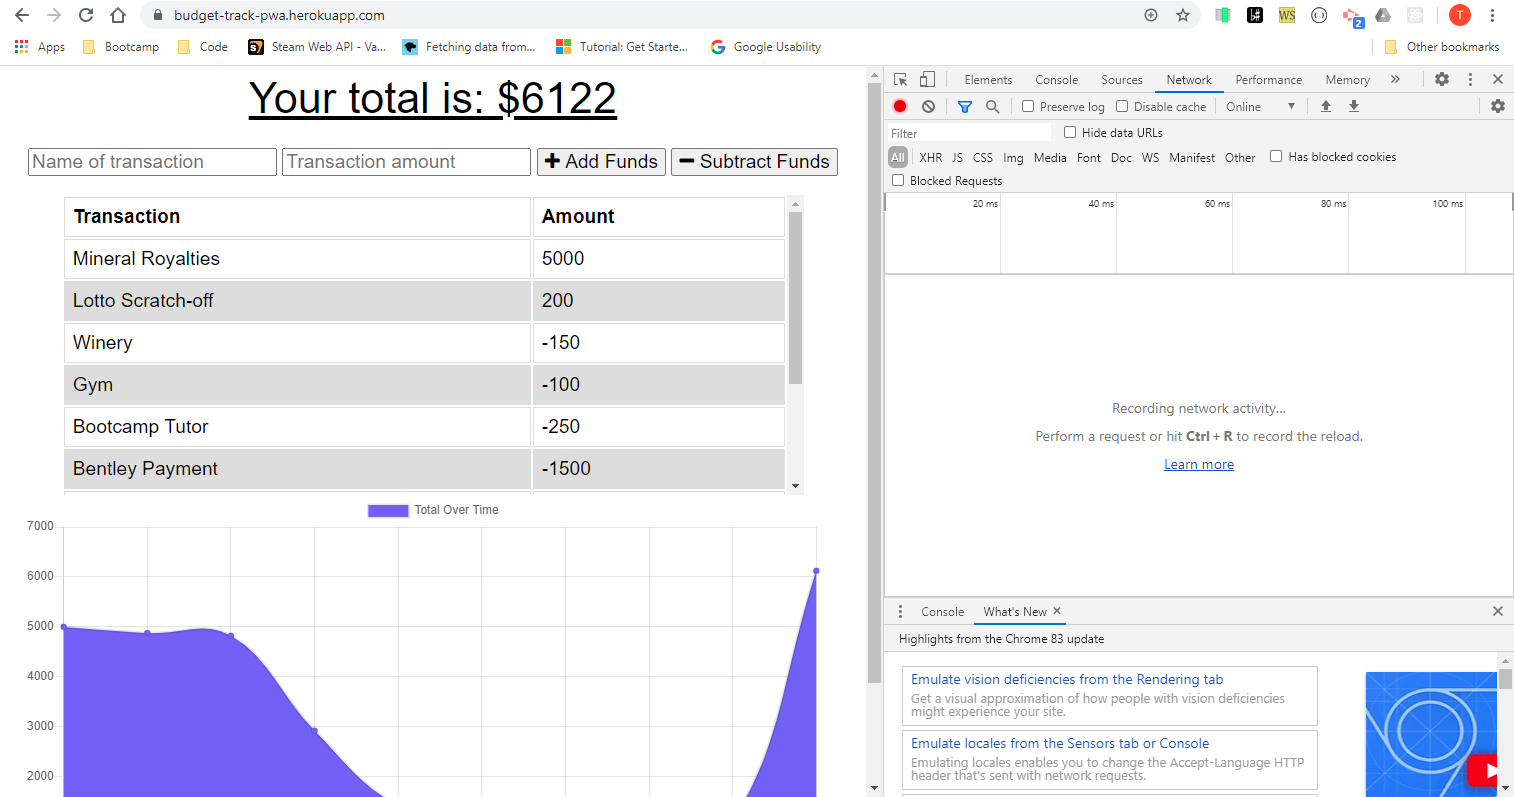 budget-track-pwa.herokuapp.com
WS
2
T
Apps Bootcamp Code Steam Web API - Va... Fetching data from... Tutorial: Get Starte... Google Usability Other bookmarks
Your total is: $6122
Name of transaction Transaction amount Add Funds Subtract Funds
Transaction Amount
Mineral Royalties 5000
Lotto Scratch-off 200
Winery -150
Gym -100
Bootcamp Tutor -250
Bentley Payment -1500
Total Over Time
7000
6000
5000
4000
3000
2000
Elements Console Sources Network Performance Memory »
Preserve log Disable cache Online
Filter Hide data URLs
All XHR JS CSS Img Media Font Doc WS Manifest Other Has blocked cookies
Blocked Requests
20 ms 40 ms 60 ms 80 ms 100 ms
Recording network activity...
Perform a request or hit Ctrl + R to record the reload.
Learn more
Console What's New
Highlights from the Chrome 83 update
Emulate vision deficiencies from the Rendering tab
Get a visual approximation of how people with vision deficiencies
might experience your site.
Emulate locales from the Sensors tab or Console
Emulating locales enables you to change the Accept-Language HTTP
header that's sent with network requests.